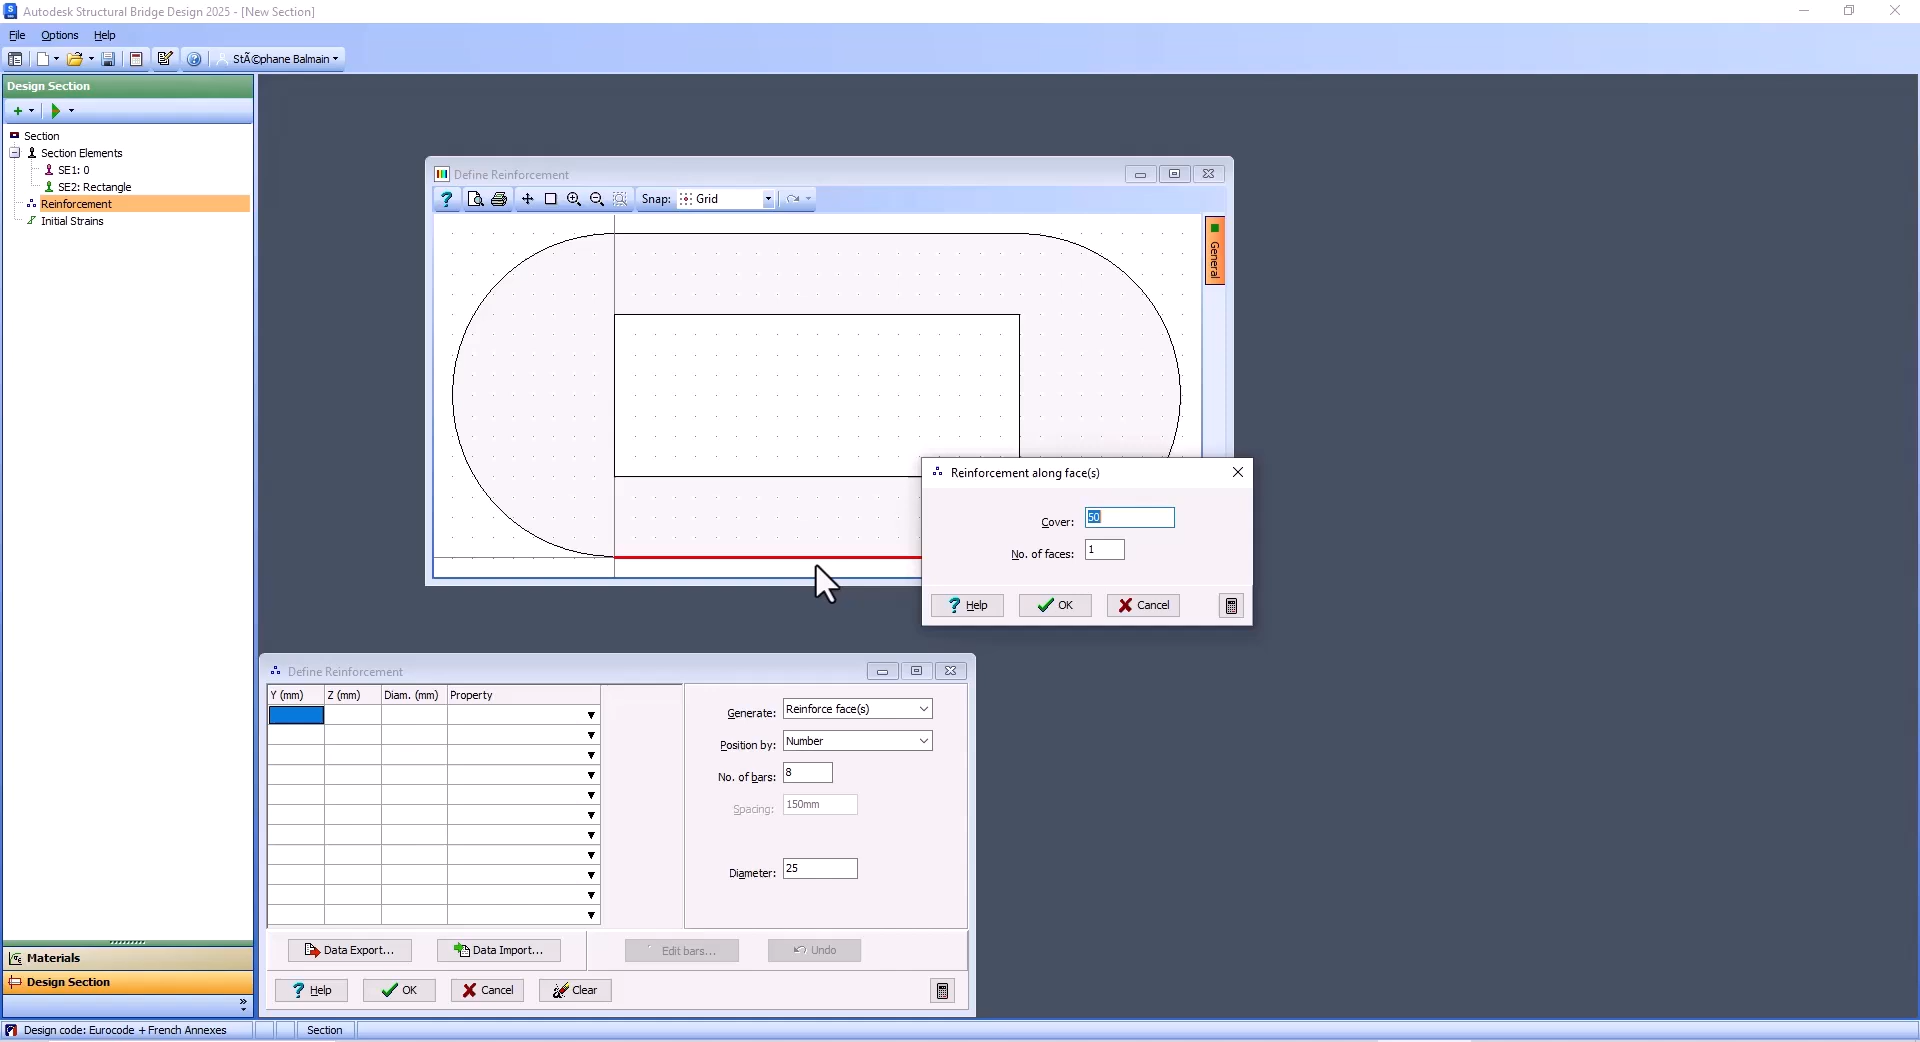 Autodesk Structural Bridge Design 2025 - [New Section]
File Options Help
StÃ©phane Balmain
Design Section
Section
Section Elements
SE1: 0
SE2: Rectangle
Reinforcement
Initial Strains
Define Reinforcement
Snap: Grid
General
Reinforcement along face(s)
Cover: 50
No. of faces: 1
Help OK Cancel
Define Reinforcement
Y (mm) Z (mm) Diam. (mm) Property
Generate: Reinforce face(s)
Position by: Number
No. of bars: 8
Spacing: 150mm
Diameter: 25
Data Export... Data Import... Edit bars... Undo
Help OK Cancel Clear
Materials
Design Section
Design code: Eurocode + French Annexes Section